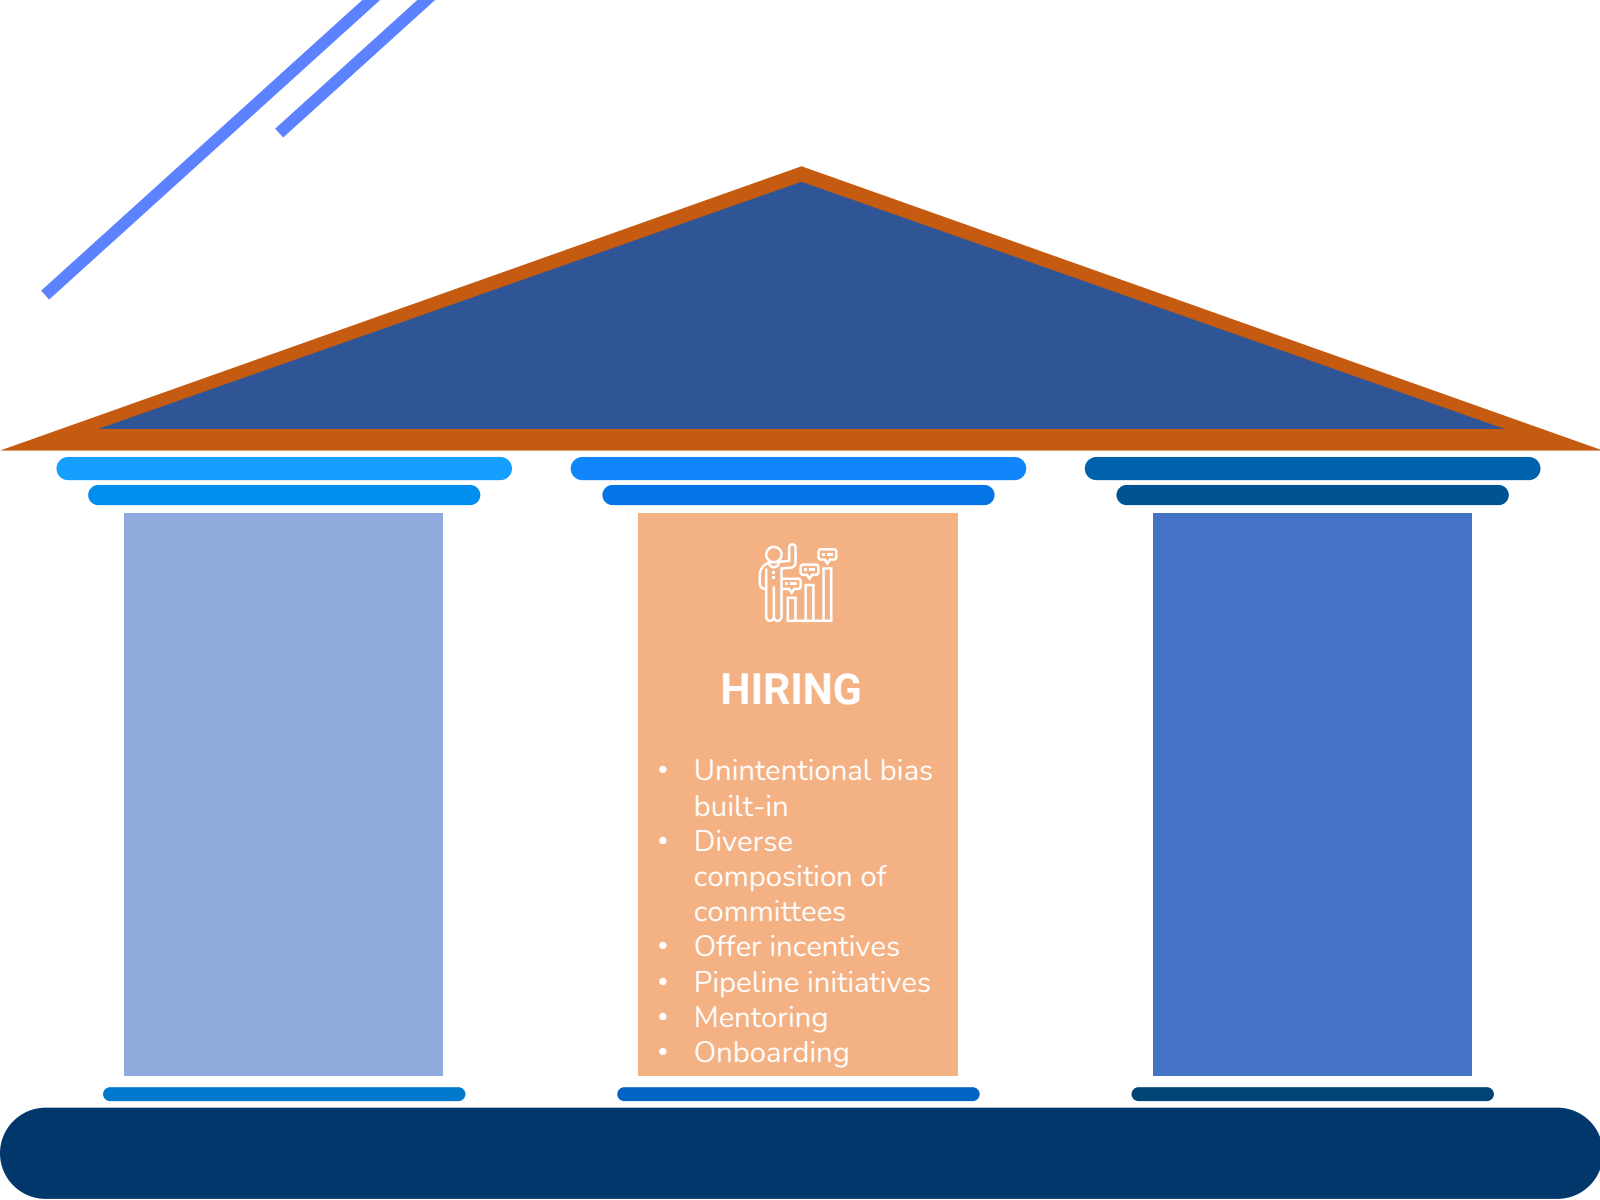 HIRING
• Unintentional bias
built-in
• Diverse
composition of
committees
• Offer incentives
• Pipeline initiatives
• Mentoring
• Onboarding